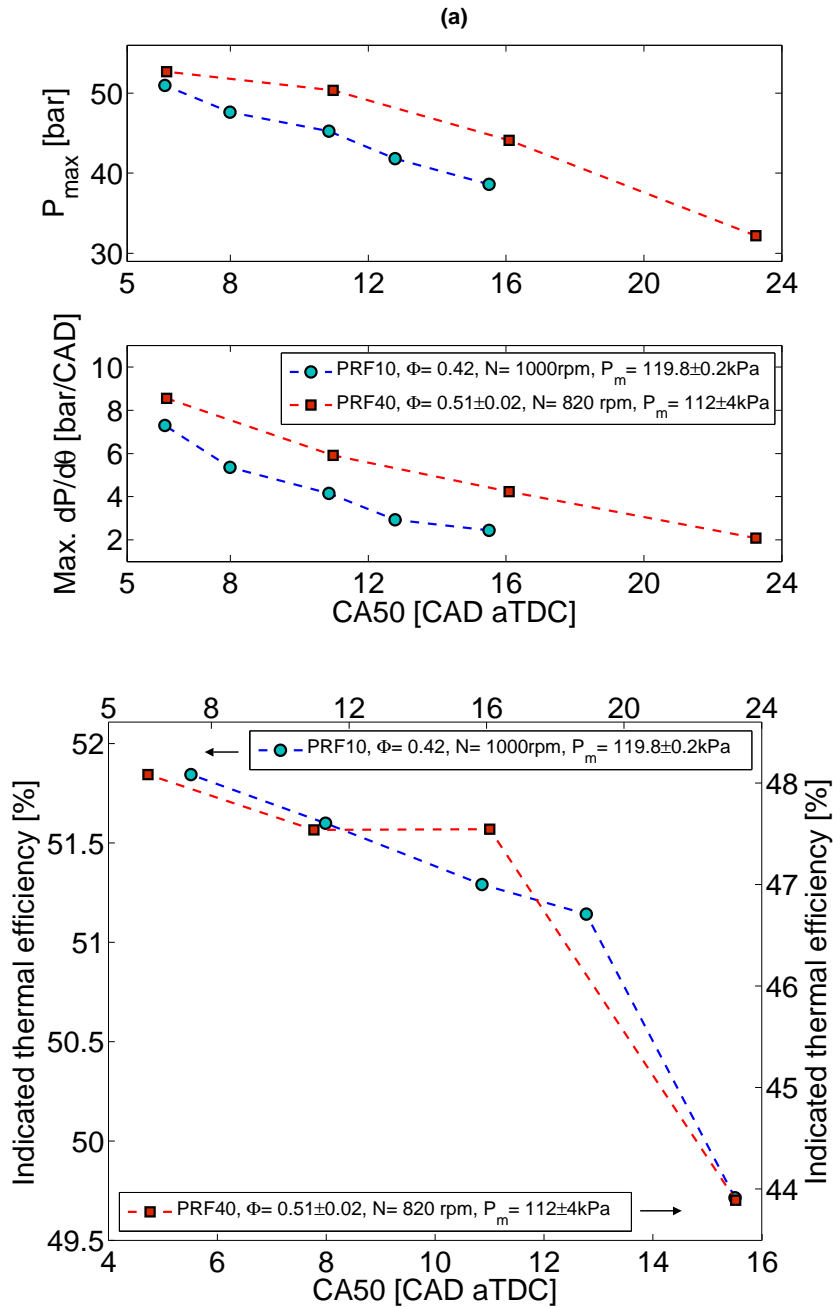 (a)
50
40
30
P_max [bar]
5 8 12 16 20 24
10
8
6
4
2
Max. dP/dθ [bar/CAD]
PRF10, Φ= 0.42, N= 1000rpm, P_m= 119.8±0.2kPa
PRF40, Φ= 0.51±0.02, N= 820 rpm, P_m= 112±4kPa
5 8 12 16 20 24
CA50 [CAD aTDC]
5 8 12 16 20 24
52
51.5
51
50.5
50
49.5
Indicated thermal efficiency [%]
PRF10, Φ= 0.42, N= 1000rpm, P_m= 119.8±0.2kPa
48
47
46
45
44
Indicated thermal efficiency [%]
PRF40, Φ= 0.51±0.02, N= 820 rpm, P_m= 112±4kPa
4 6 8 10 12 14 16
CA50 [CAD aTDC]